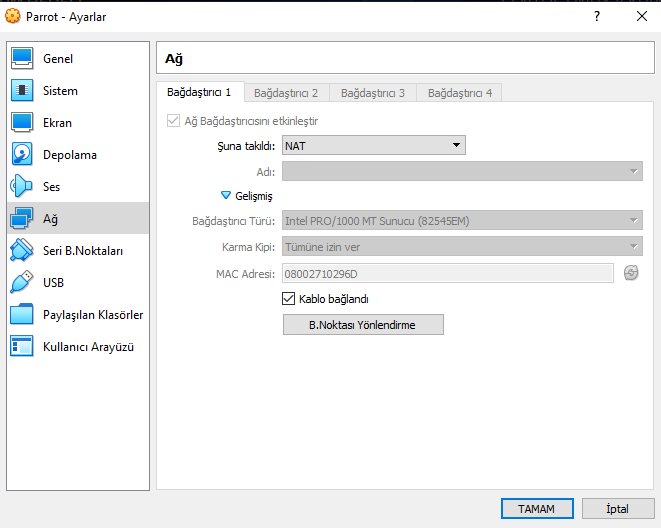 Parrot - Ayarlar
?
Genel
Sistem
Ekran
Depolama
Ses
Ağ
Seri B.Noktaları
USB
Paylaşılan Klasörler
Kullanıcı Arayüzü
Ağ
Bağdaştırıcı 1 Bağdaştırıcı 2 Bağdaştırıcı 3 Bağdaştırıcı 4
Ağ Bağdaştırıcısını etkinleştir
Şuna takıldı: NAT
Adı:
Gelişmiş
Bağdaştırıcı Türü: Intel PRO/1000 MT Sunucu (82545EM)
Karma Kipi: Tümüne izin ver
MAC Adresi: 08002710296D
Kablo bağlandı
B.Noktası Yönlendirme
TAMAM İptal